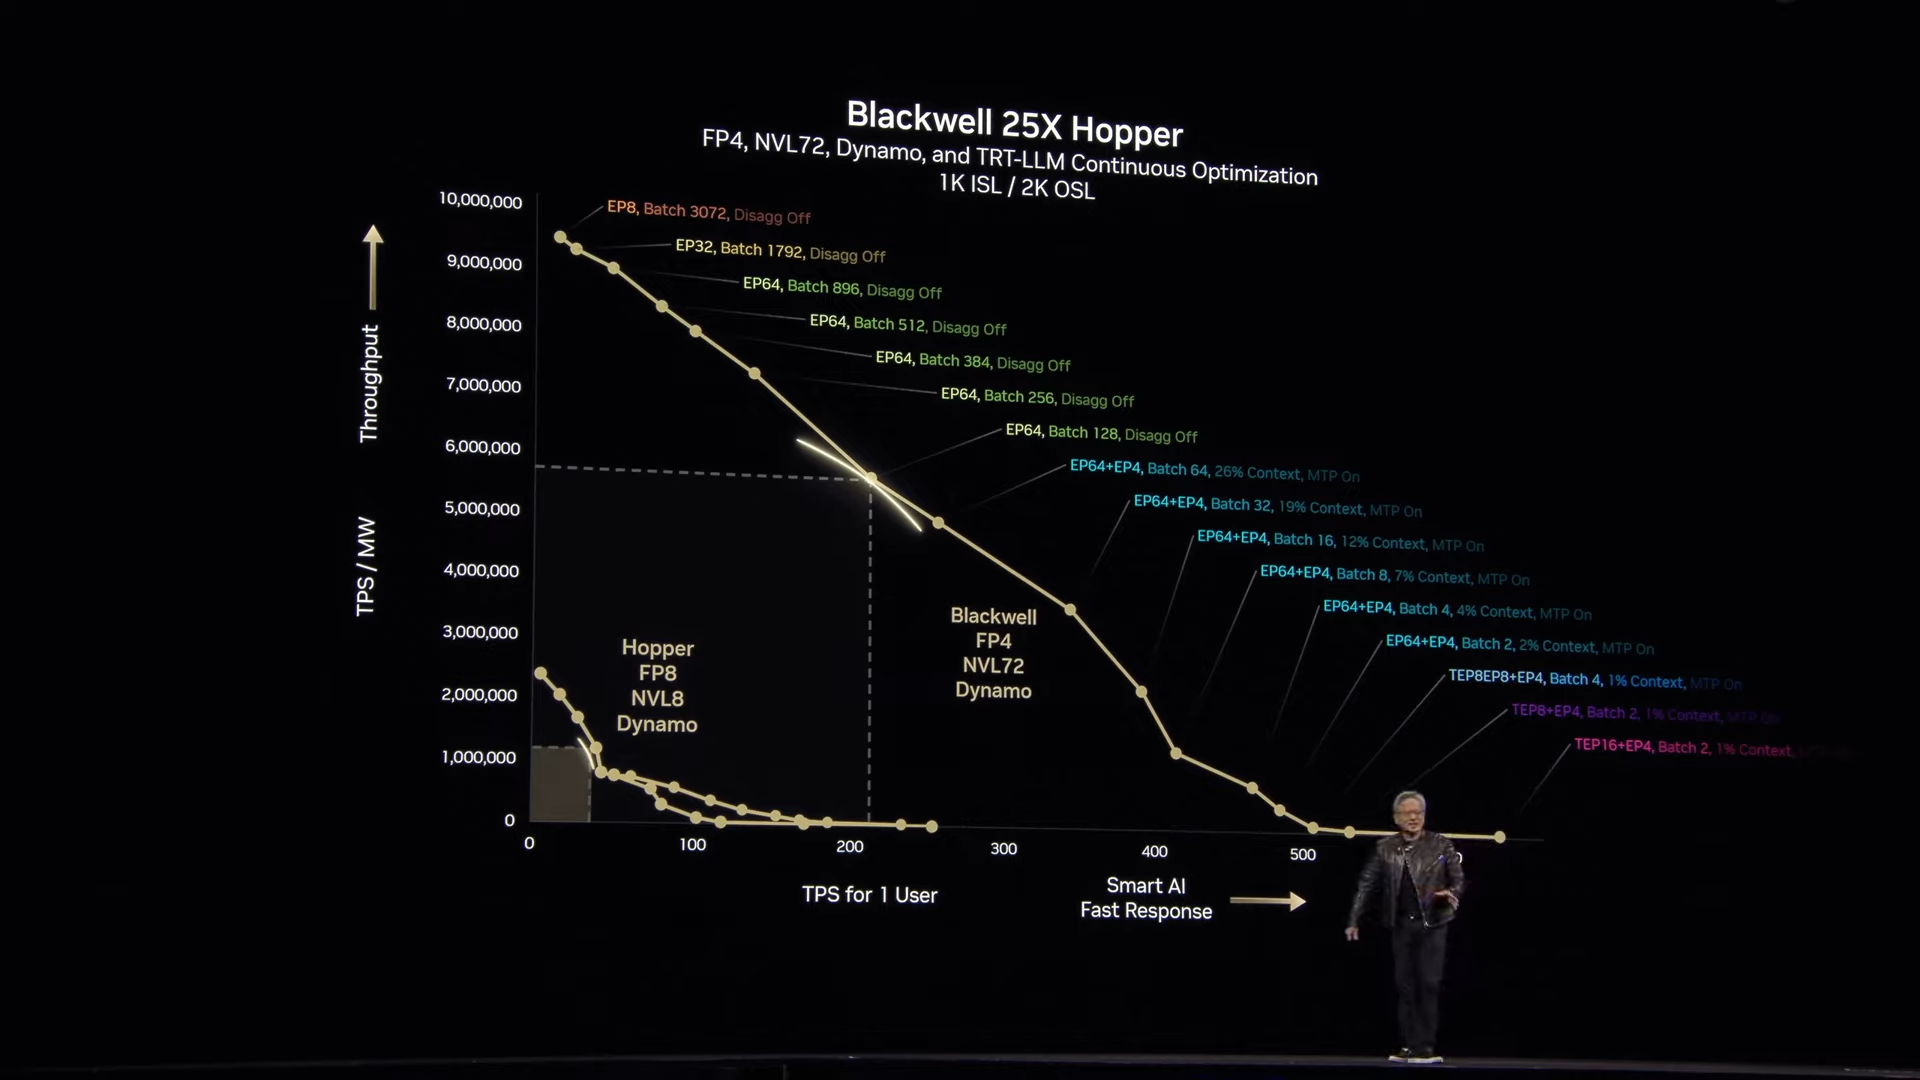 Blackwell 25X Hopper
FP4, NVL72, Dynamo, and TRT-LLM Continuous Optimization
1K ISL / 2K OSL
10,000,000
9,000,000
8,000,000
7,000,000
6,000,000
5,000,000
4,000,000
3,000,000
2,000,000
1,000,000
0
Throughput
TPS / MW
EP8, Batch 3072, Disagg Off
EP32, Batch 1792, Disagg Off
EP64, Batch 896, Disagg Off
EP64, Batch 512, Disagg Off
EP64, Batch 384, Disagg Off
EP64, Batch 256, Disagg Off
EP64, Batch 128, Disagg Off
EP64+EP4, Batch 64, 26% Context, MTP On
EP64+EP4, Batch 32, 19% Context, MTP On
EP64+EP4, Batch 16, 12% Context, MTP On
EP64+EP4, Batch 8, 7% Context, MTP On
EP64+EP4, Batch 4, 4% Context, MTP On
EP64+EP4, Batch 2, 2% Context, MTP On
TEP8EP8+EP4, Batch 4, 1% Context, MTP On
TEP8+EP4, Batch 2, 1% Context, MTP On
TEP16+EP4, Batch 2, 1% Context,
Hopper
FP8
NVL8
Dynamo
Blackwell
FP4
NVL72
Dynamo
0
100
200
300
400
500
TPS for 1 User
Smart AI
Fast Response